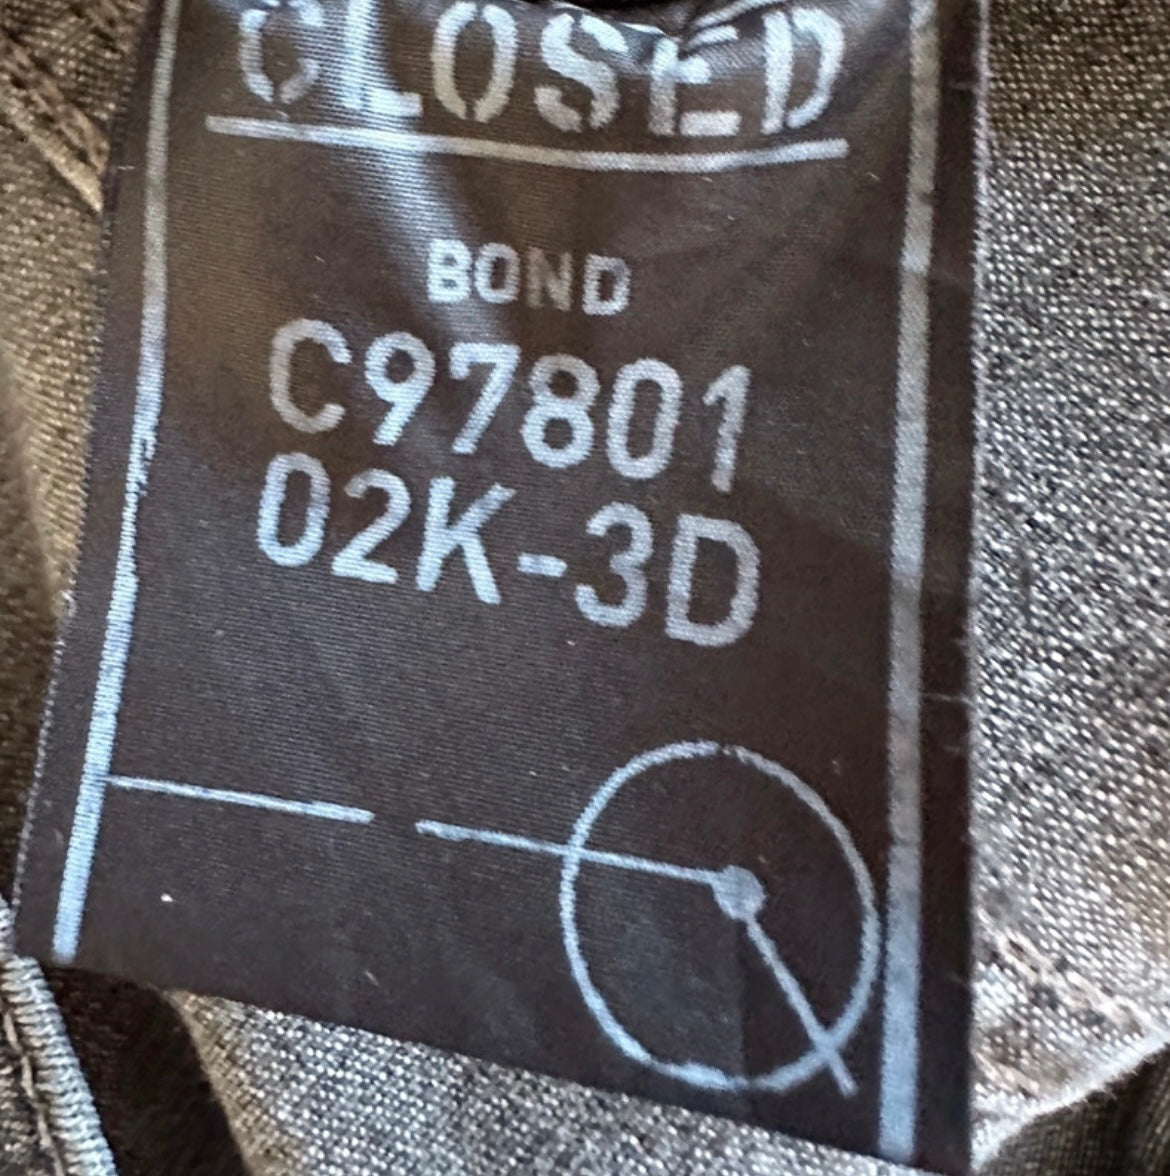 CLOSED
BOND
C97801
02K-3D